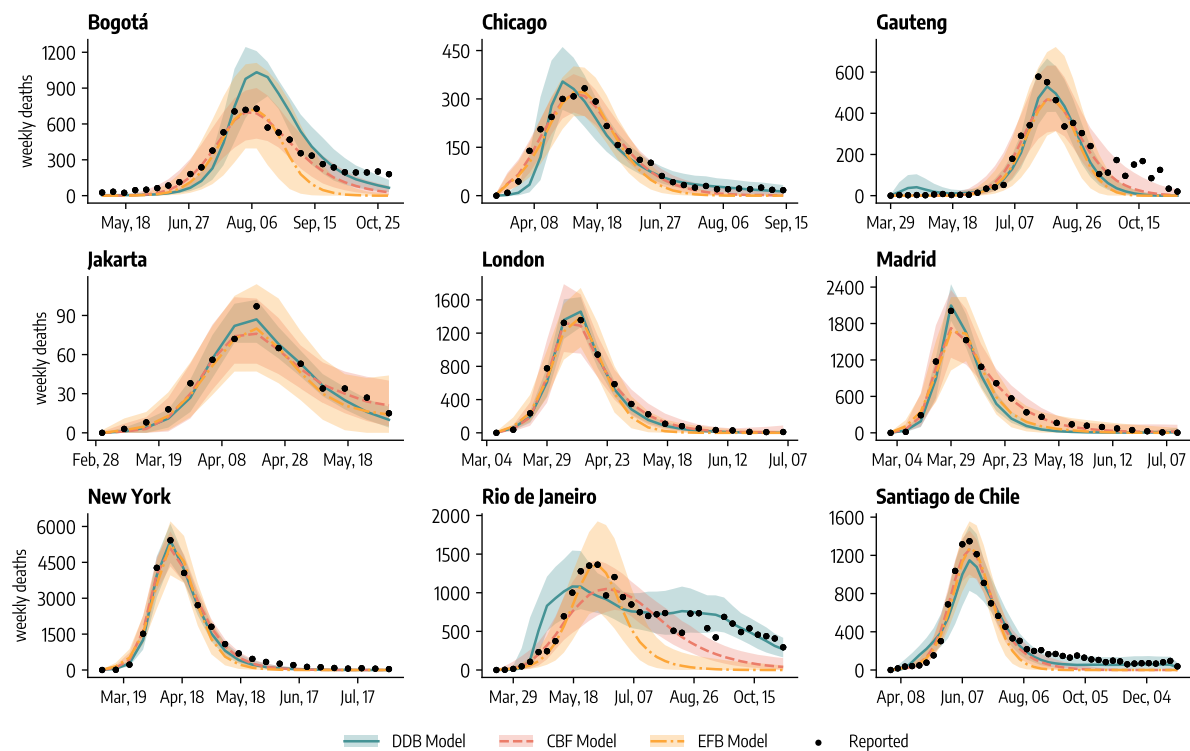 Bogotá
Chicago
Gauteng
weekly deaths
1200
900
600
300
0
May, 18
Jun, 27
Aug, 06
Sep, 15
Oct, 25
450
300
150
0
Apr, 08
May, 18
Jun, 27
Aug, 06
Sep, 15
600
400
200
0
Mar, 29
May, 18
Jul, 07
Aug, 26
Oct, 15
Jakarta
London
Madrid
weekly deaths
90
60
30
0
Feb, 28
Mar, 19
Apr, 08
Apr, 28
May, 18
1600
1200
800
400
0
Mar, 04
Mar, 29
Apr, 23
May, 18
Jun, 12
Jul, 07
2400
1800
1200
600
0
Mar, 04
Mar, 29
Apr, 23
May, 18
Jun, 12
Jul, 07
New York
Rio de Janeiro
Santiago de Chile
weekly deaths
6000
4500
3000
1500
0
Mar, 19
Apr, 18
May, 18
Jun, 17
Jul, 17
2000
1500
1000
500
0
Mar, 29
May, 18
Jul, 07
Aug, 26
Oct, 15
1600
1200
800
400
0
Apr, 08
Jun, 07
Aug, 06
Oct, 05
Dec, 04
DDB Model
CBF Model
EFB Model
Reported